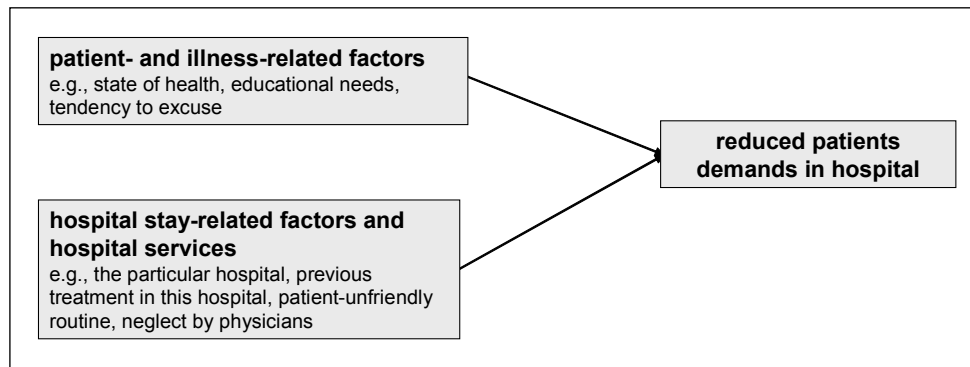 patient- and illness-related factors
e.g., state of health, educational needs,
tendency to excuse
reduced patients
demands in hospital
hospital stay-related factors and
hospital services
e.g., the particular hospital, previous
treatment in this hospital, patient-unfriendly
routine, neglect by physicians